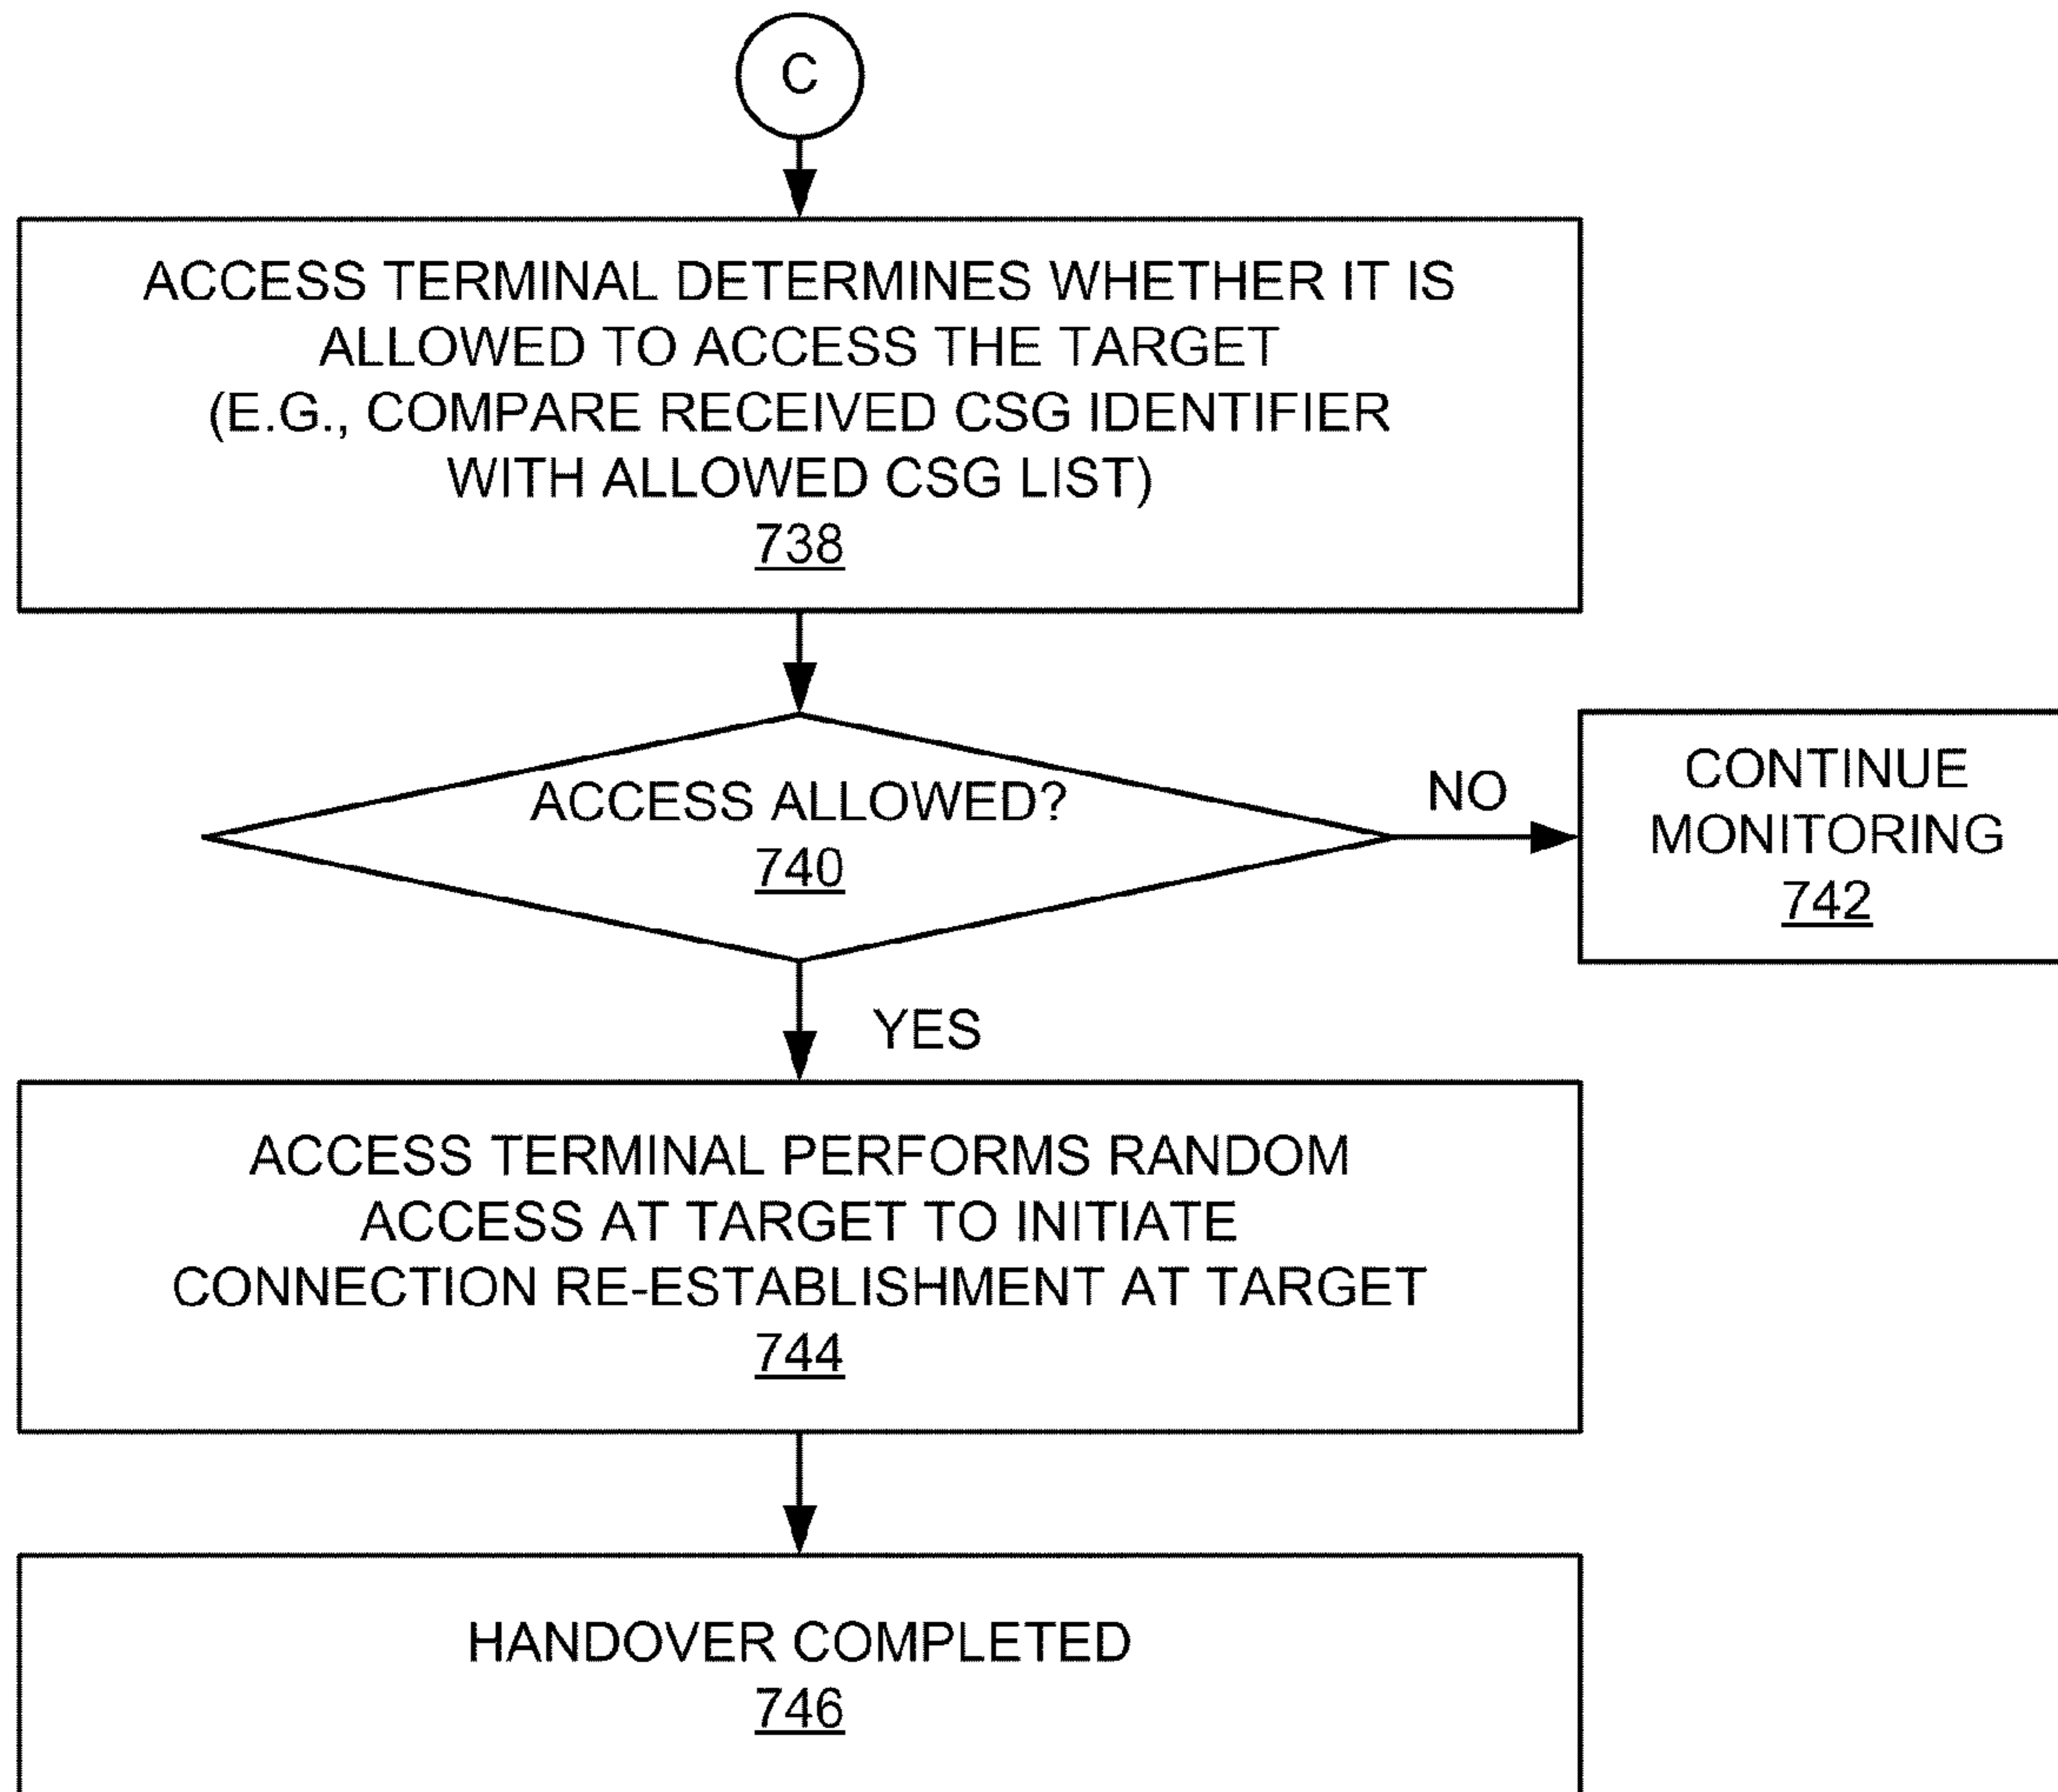 C
ACCESS TERMINAL DETERMINES WHETHER IT IS
ALLOWED TO ACCESS THE TARGET
(E.G., COMPARE RECEIVED CSG IDENTIFIER
WITH ALLOWED CSG LIST)
738
ACCESS ALLOWED?
740
NO
CONTINUE
MONITORING
742
YES
ACCESS TERMINAL PERFORMS RANDOM
ACCESS AT TARGET TO INITIATE
CONNECTION RE-ESTABLISHMENT AT TARGET
744
HANDOVER COMPLETED
746